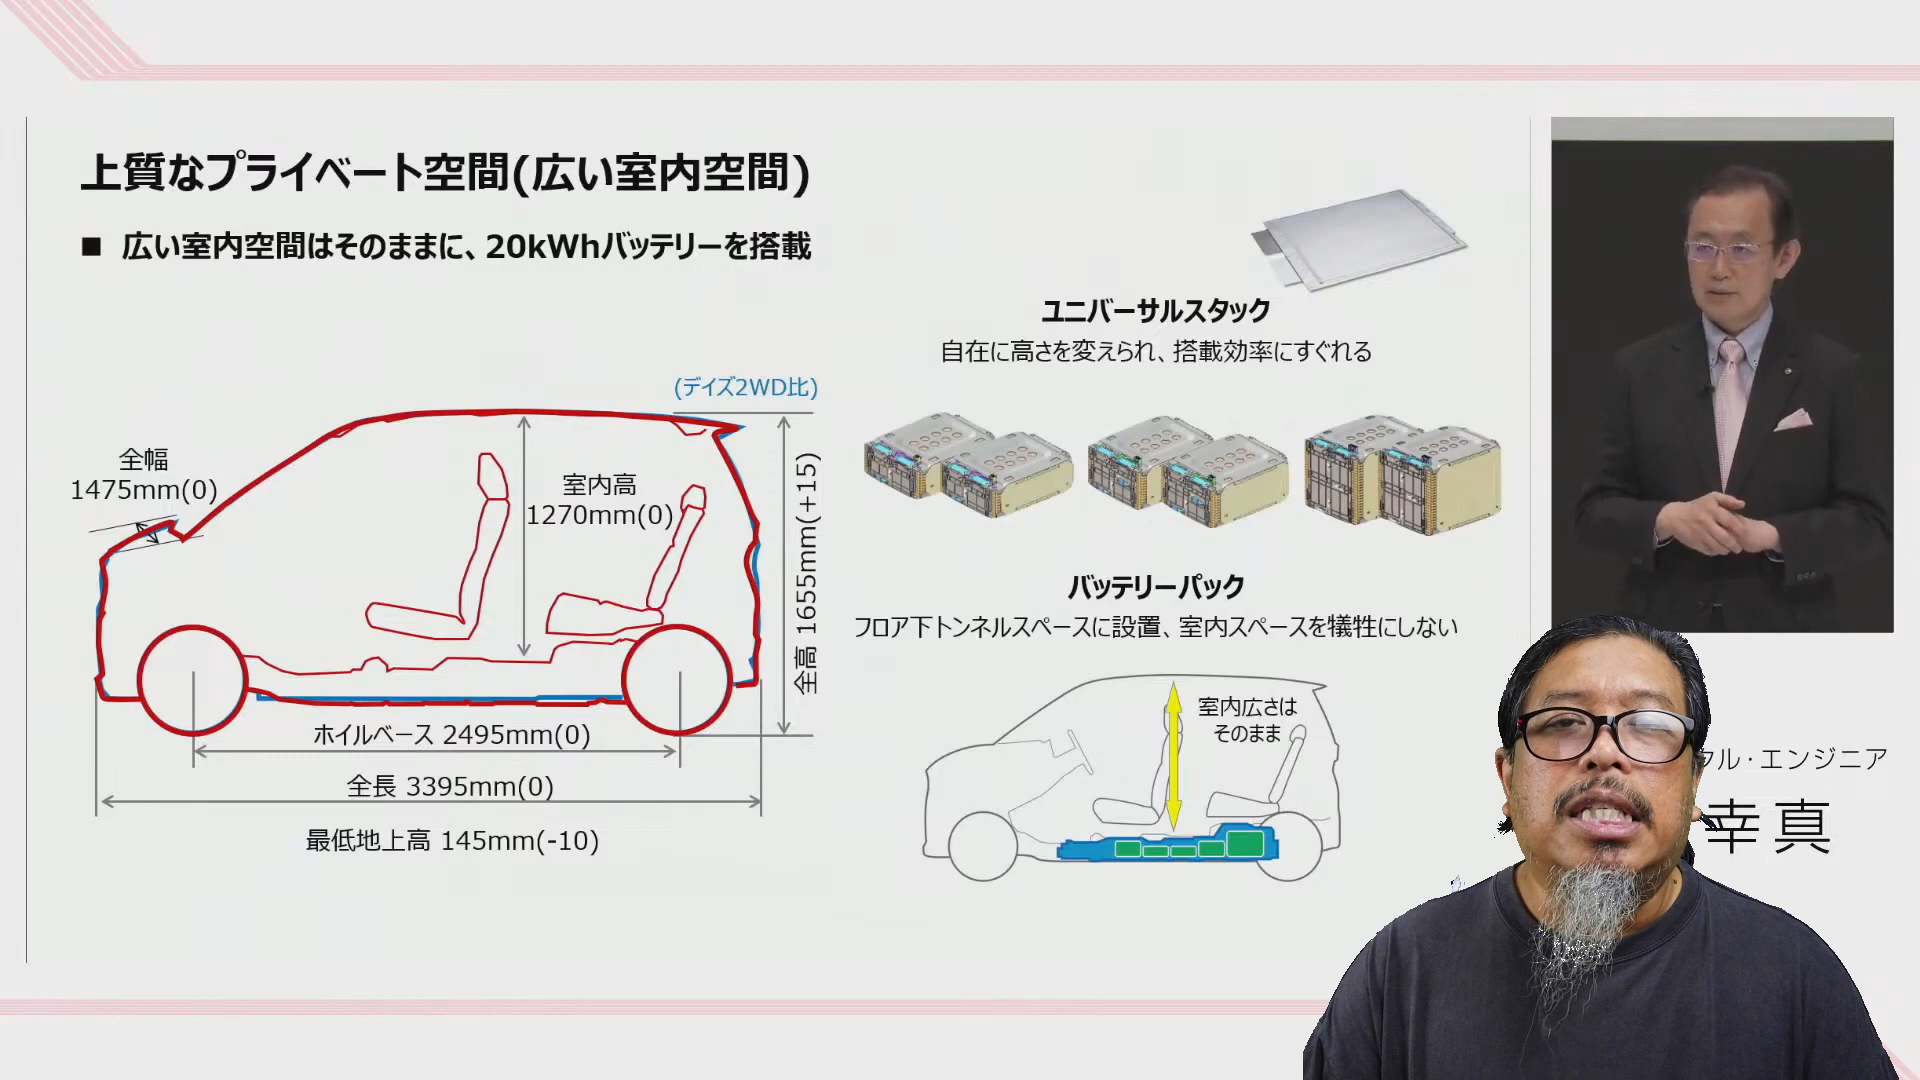 上質なプライベート空間(広い室内空間)
■ 広い室内空間はそのままに、20kWhバッテリーを搭載
(デイズ2WD比)
全幅
1475mm(0)
室内高
1270mm(0)
全高 1655mm(+15)
ホイルベース 2495mm(0)
全長 3395mm(0)
最低地上高 145mm(-10)
ユニバーサルスタック
自在に高さを変えられ、搭載効率にすぐれる
バッテリーパック
フロア下トンネルスペースに設置、室内スペースを犠牲にしない
室内広さは
そのまま
ル・エンジニア
幸真